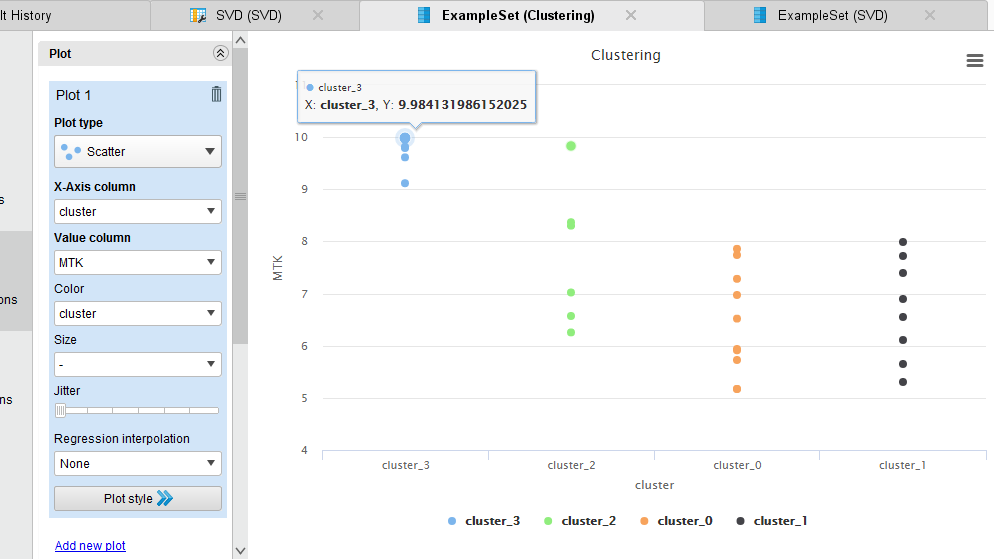 lt History
SVD (SVD)
ExampleSet (Clustering)
ExampleSet (SVD)
Plot
Plot 1
Plot type
Scatter
X-Axis column
cluster
Value column
MTK
Color
cluster
Size
-
Jitter
Regression interpolation
None
Plot style
Add new plot
s
ons
ns
Clustering
cluster_3
X: cluster_3, Y: 9.984131986152025
10
9
8
7
6
5
4
MTK
cluster_3 cluster_2 cluster_0 cluster_1
cluster
cluster_3 cluster_2 cluster_0 cluster_1